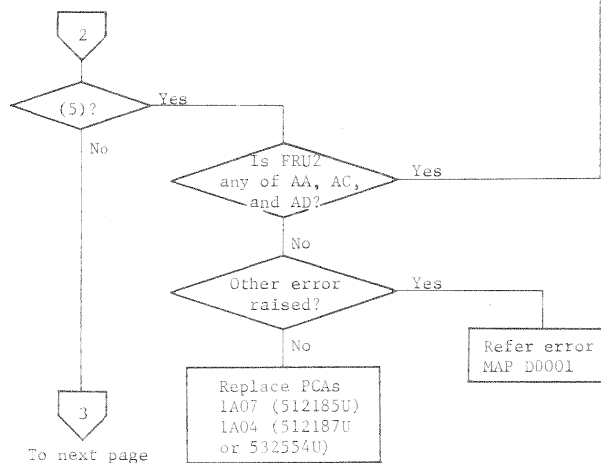 2
(5)?
Yes
No
Is FRU2
any of AA, AC,
and AD?
Yes
No
Other error
raised?
Yes
No
Refer error
MAP D0001
Replace PCAs
1A07 (512185U)
1A04 (512187U
or 532554U)
3
To next page